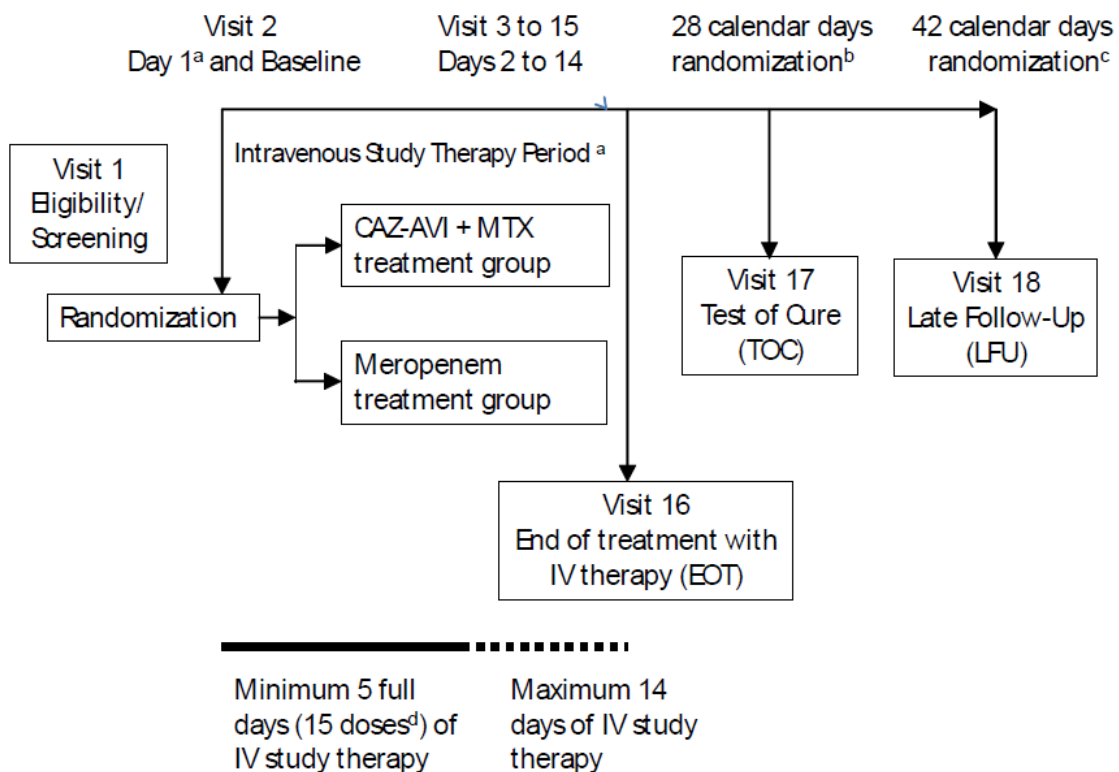 Visit 2
Day 1ᵃ and Baseline
Visit 3 to 15
Days 2 to 14
28 calendar days
randomizationᵇ
42 calendar days
randomizationᶜ
Visit 1
Eligibility/
Screening
Intravenous Study Therapy Period ᵃ
CAZ-AVI + MTX
treatment group
Randomization
Meropenem
treatment group
Visit 17
Test of Cure
(TOC)
Visit 18
Late Follow-Up
(LFU)
Visit 16
End of treatment with
IV therapy (EOT)
Minimum 5 full
days (15 dosesᵈ) of
IV study therapy
Maximum 14
days of IV study
therapy